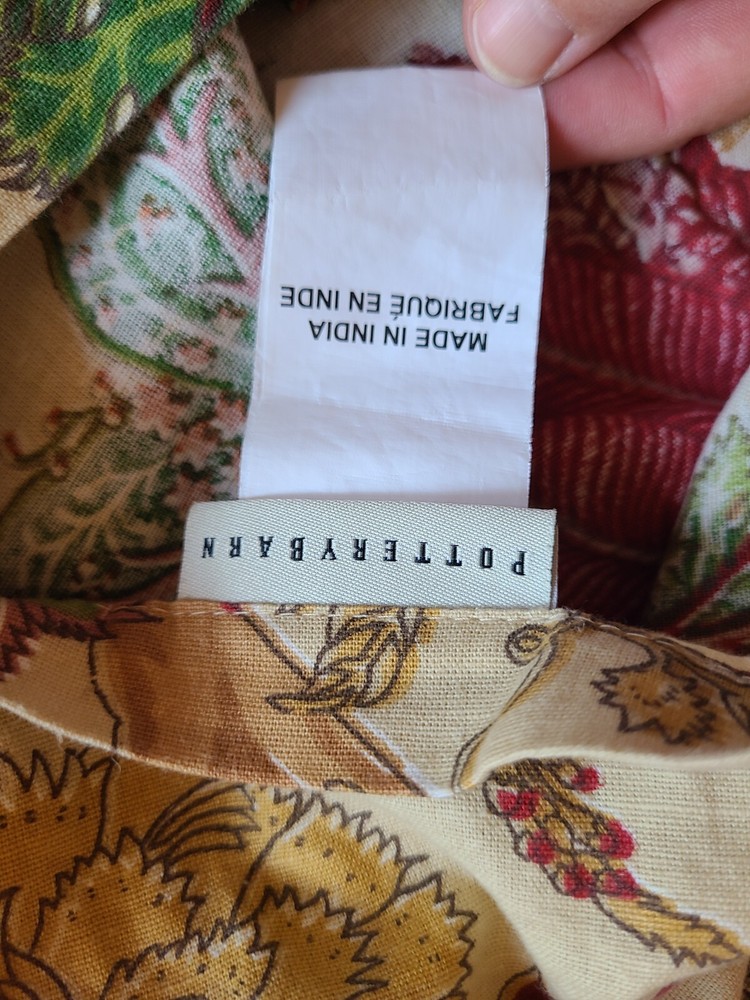 POTTERYBARN
MADE IN INDIA
FABRIQUÉ EN INDE